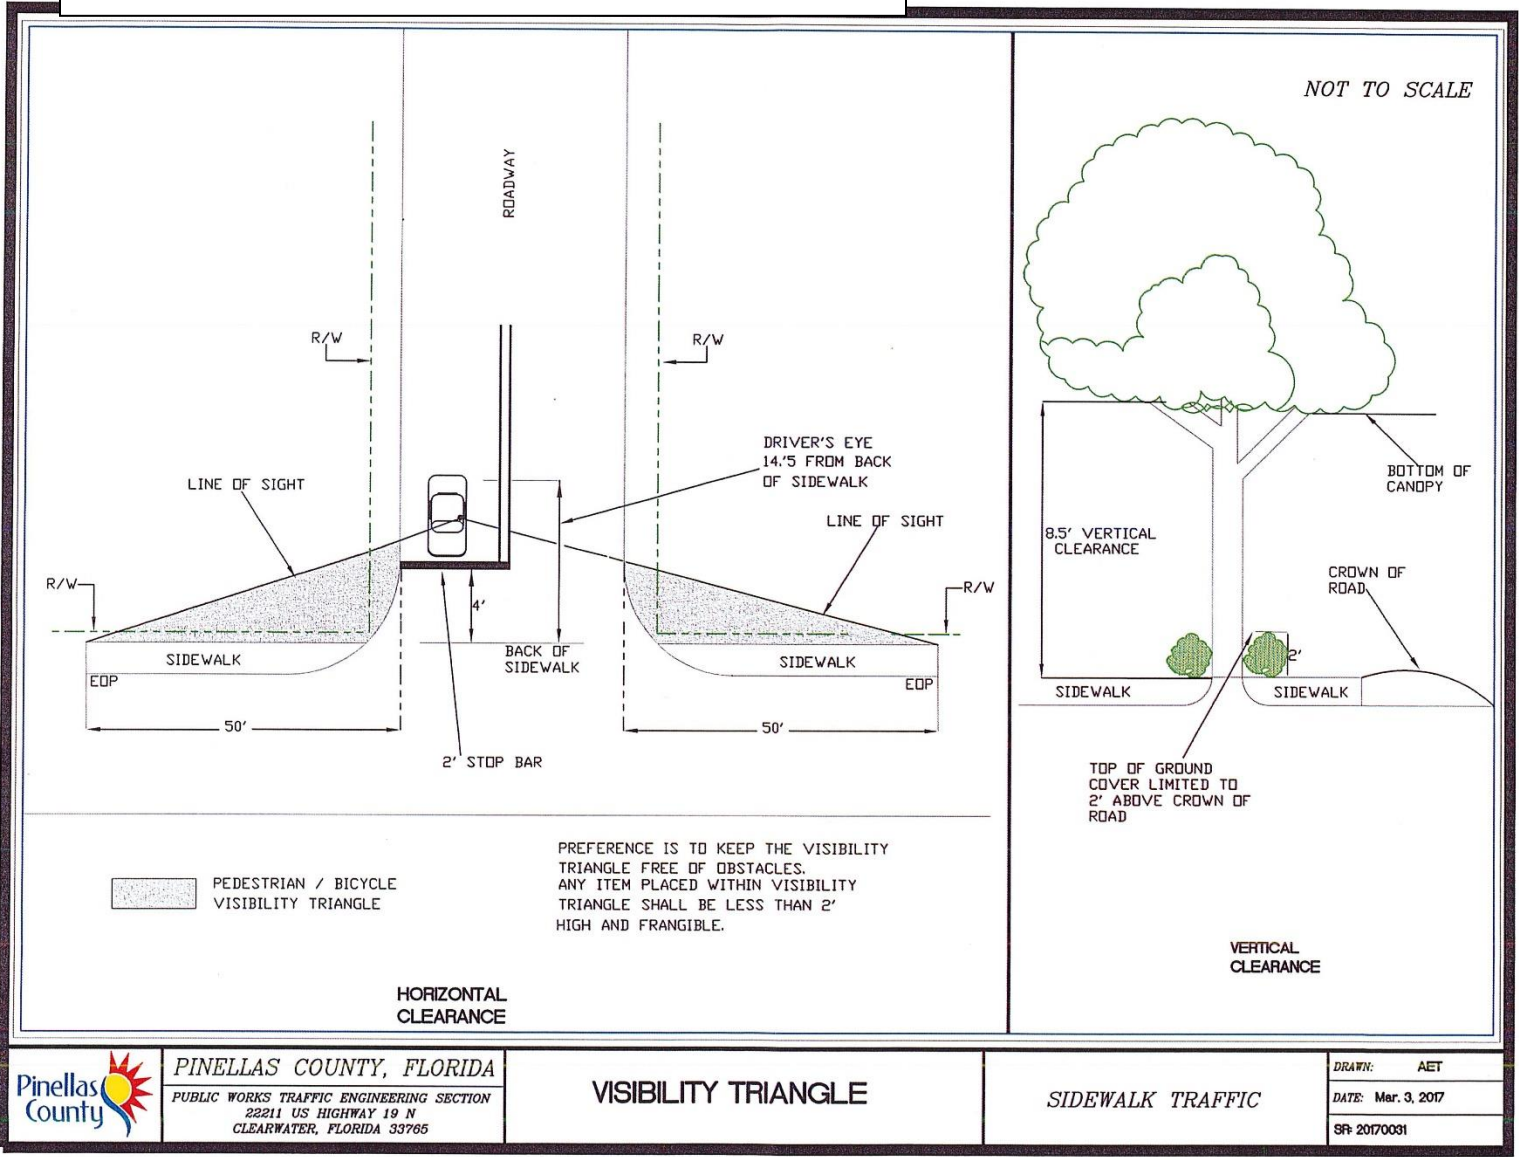 NOT TO SCALE
ROADWAY
R/W
R/W
DRIVER'S EYE
14.'5 FROM BACK
OF SIDEWALK
LINE OF SIGHT
LINE OF SIGHT
R/W
R/W
4'
BACK OF
SIDEWALK
SIDEWALK
SIDEWALK
EOP
EOP
50'
50'
2' STOP BAR
BOTTOM OF
CANOPY
8.5' VERTICAL
CLEARANCE
CROWN OF
ROAD
2'
SIDEWALK
SIDEWALK
TOP OF GROUND
COVER LIMITED TO
2' ABOVE CROWN OF
ROAD
PEDESTRIAN / BICYCLE
VISIBILITY TRIANGLE
PREFERENCE IS TO KEEP THE VISIBILITY
TRIANGLE FREE OF OBSTACLES.
ANY ITEM PLACED WITHIN VISIBILITY
TRIANGLE SHALL BE LESS THAN 2'
HIGH AND FRANGIBLE.
HORIZONTAL
CLEARANCE
VERTICAL
CLEARANCE
Pinellas
County
PINELLAS COUNTY, FLORIDA
PUBLIC WORKS TRAFFIC ENGINEERING SECTION
22211 US HIGHWAY 19 N
CLEARWATER, FLORIDA 33765
VISIBILITY TRIANGLE
SIDEWALK TRAFFIC
DRAWN: AET
DATE: Mar. 3, 2017
SR: 20170031